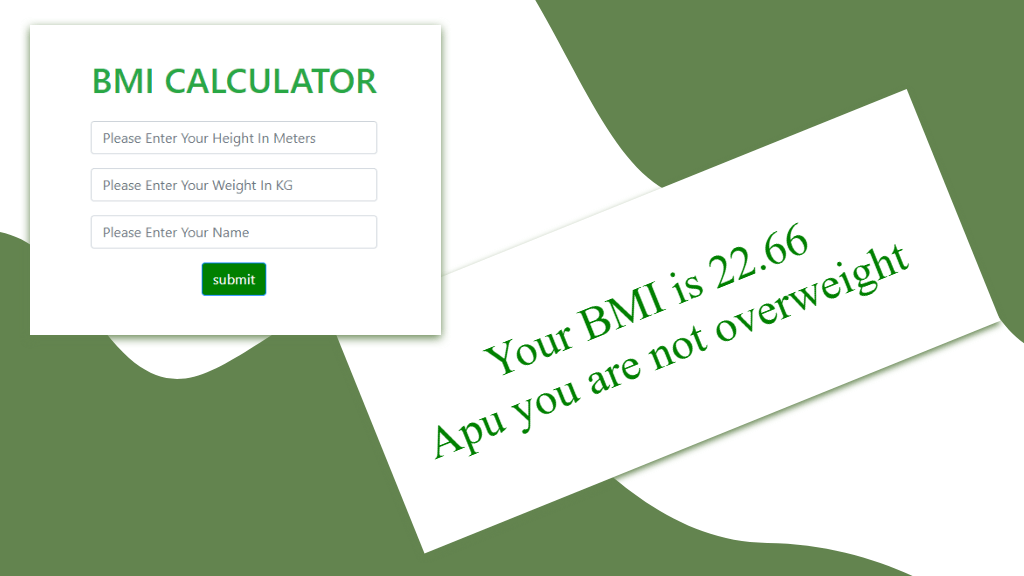 BMI CALCULATOR
Please Enter Your Height In Meters
Please Enter Your Weight In KG
Please Enter Your Name
submit
Your BMI is 22.66
Apu you are not overweight